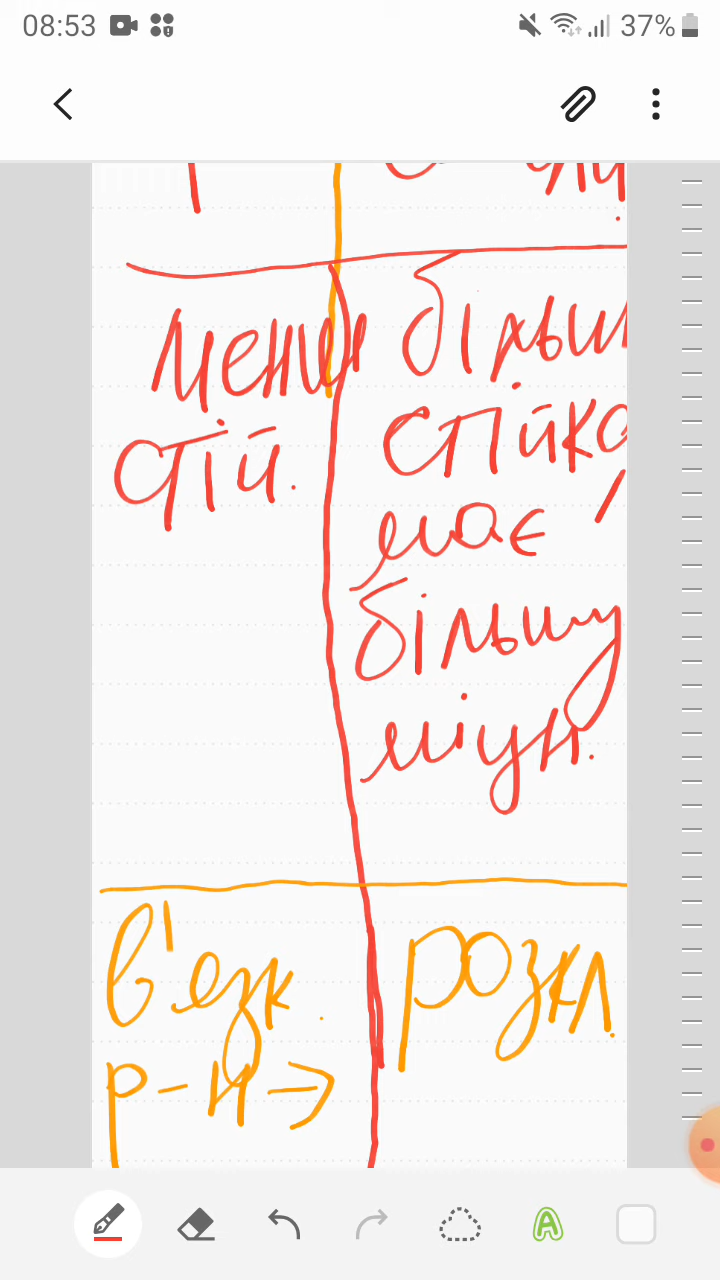 08:53
37%
менш
стій.
більш
стійка
має
більшу
міцн.
в'язк.
р-н →
розкл.